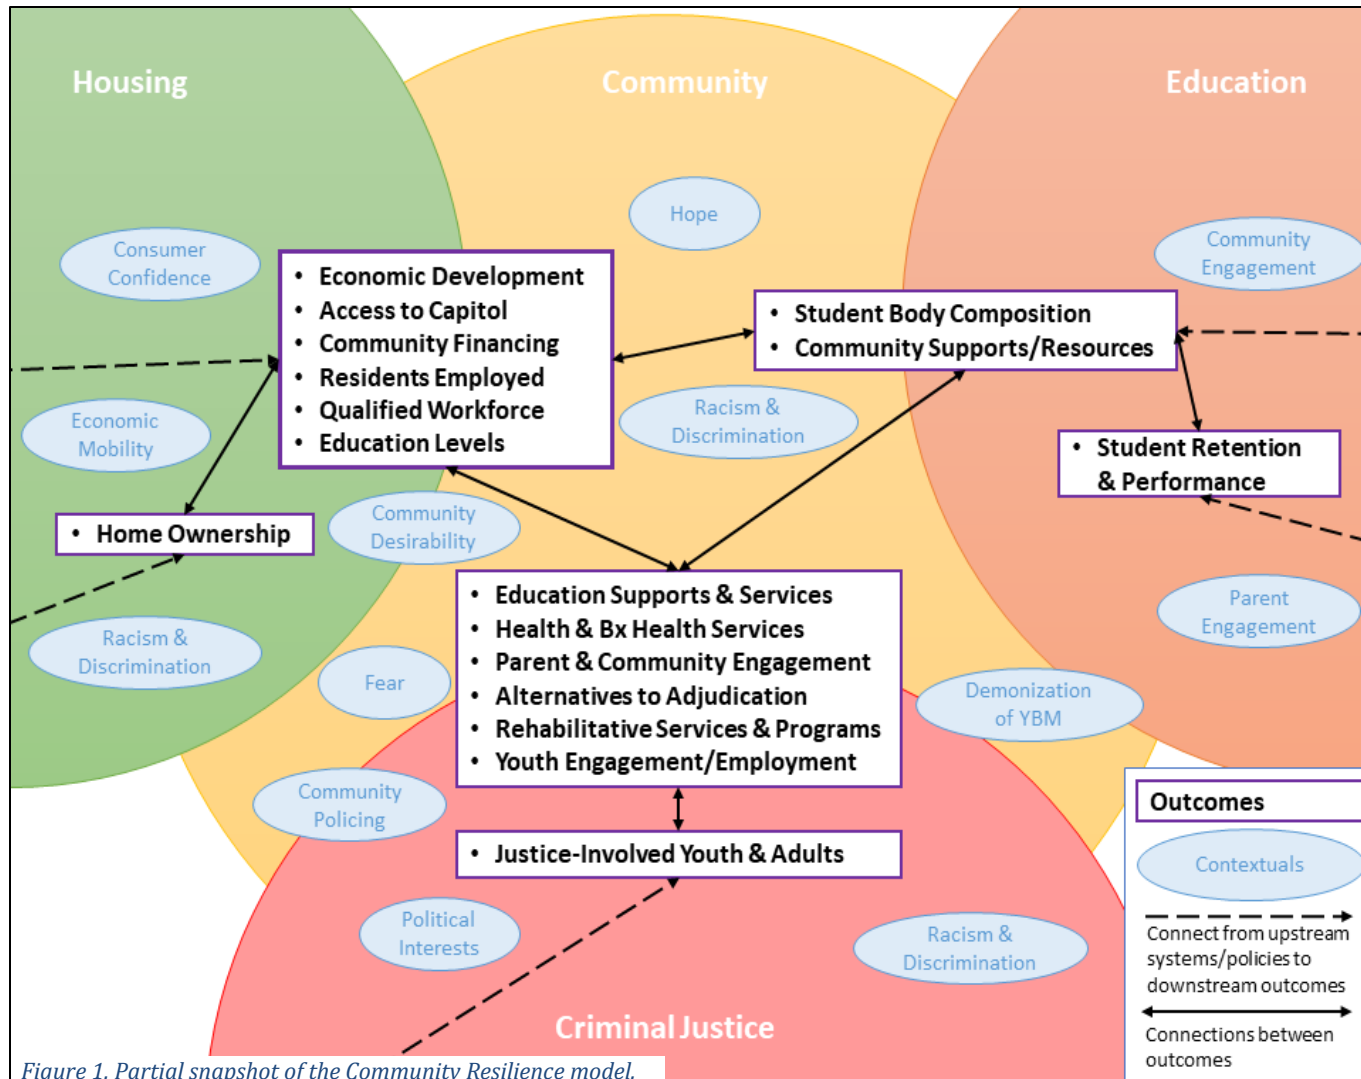 Housing
Community
Education
Hope
Consumer
Confidence
Community
Engagement
• Economic Development
• Access to Capitol
• Community Financing
• Residents Employed
• Qualified Workforce
• Education Levels
• Student Body Composition
• Community Supports/Resources
Economic
Mobility
Racism &
Discrimination
• Student Retention
& Performance
• Home Ownership
Community
Desirability
• Education Supports & Services
• Health & Bx Health Services
• Parent & Community Engagement
• Alternatives to Adjudication
• Rehabilitative Services & Programs
• Youth Engagement/Employment
Parent
Engagement
Racism &
Discrimination
Fear
Demonization
of YBM
Community
Policing
• Justice-Involved Youth & Adults
Political
Interests
Racism &
Discrimination
Criminal Justice
Outcomes
Contextuals
Connect from upstream
systems/policies to
downstream outcomes
Connections between
outcomes
Figure 1. Partial snapshot of the Community Resilience model.